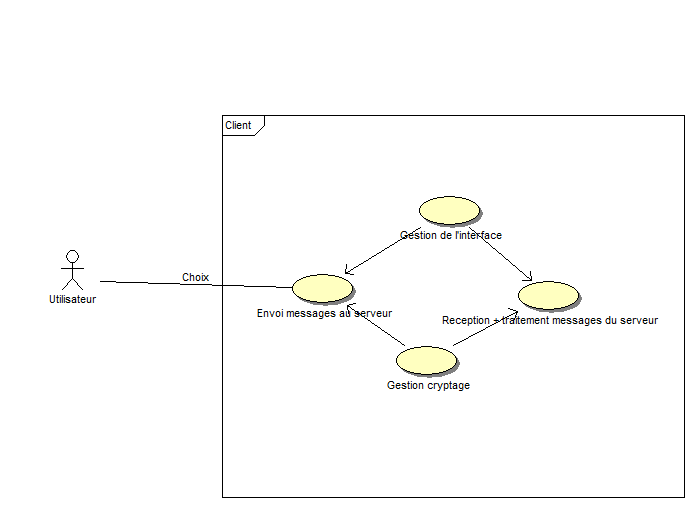 Client
Gestion de l'interface
Choix
Utilisateur
Envoi messages au serveur
Reception + traitement messages du serveur
Gestion cryptage